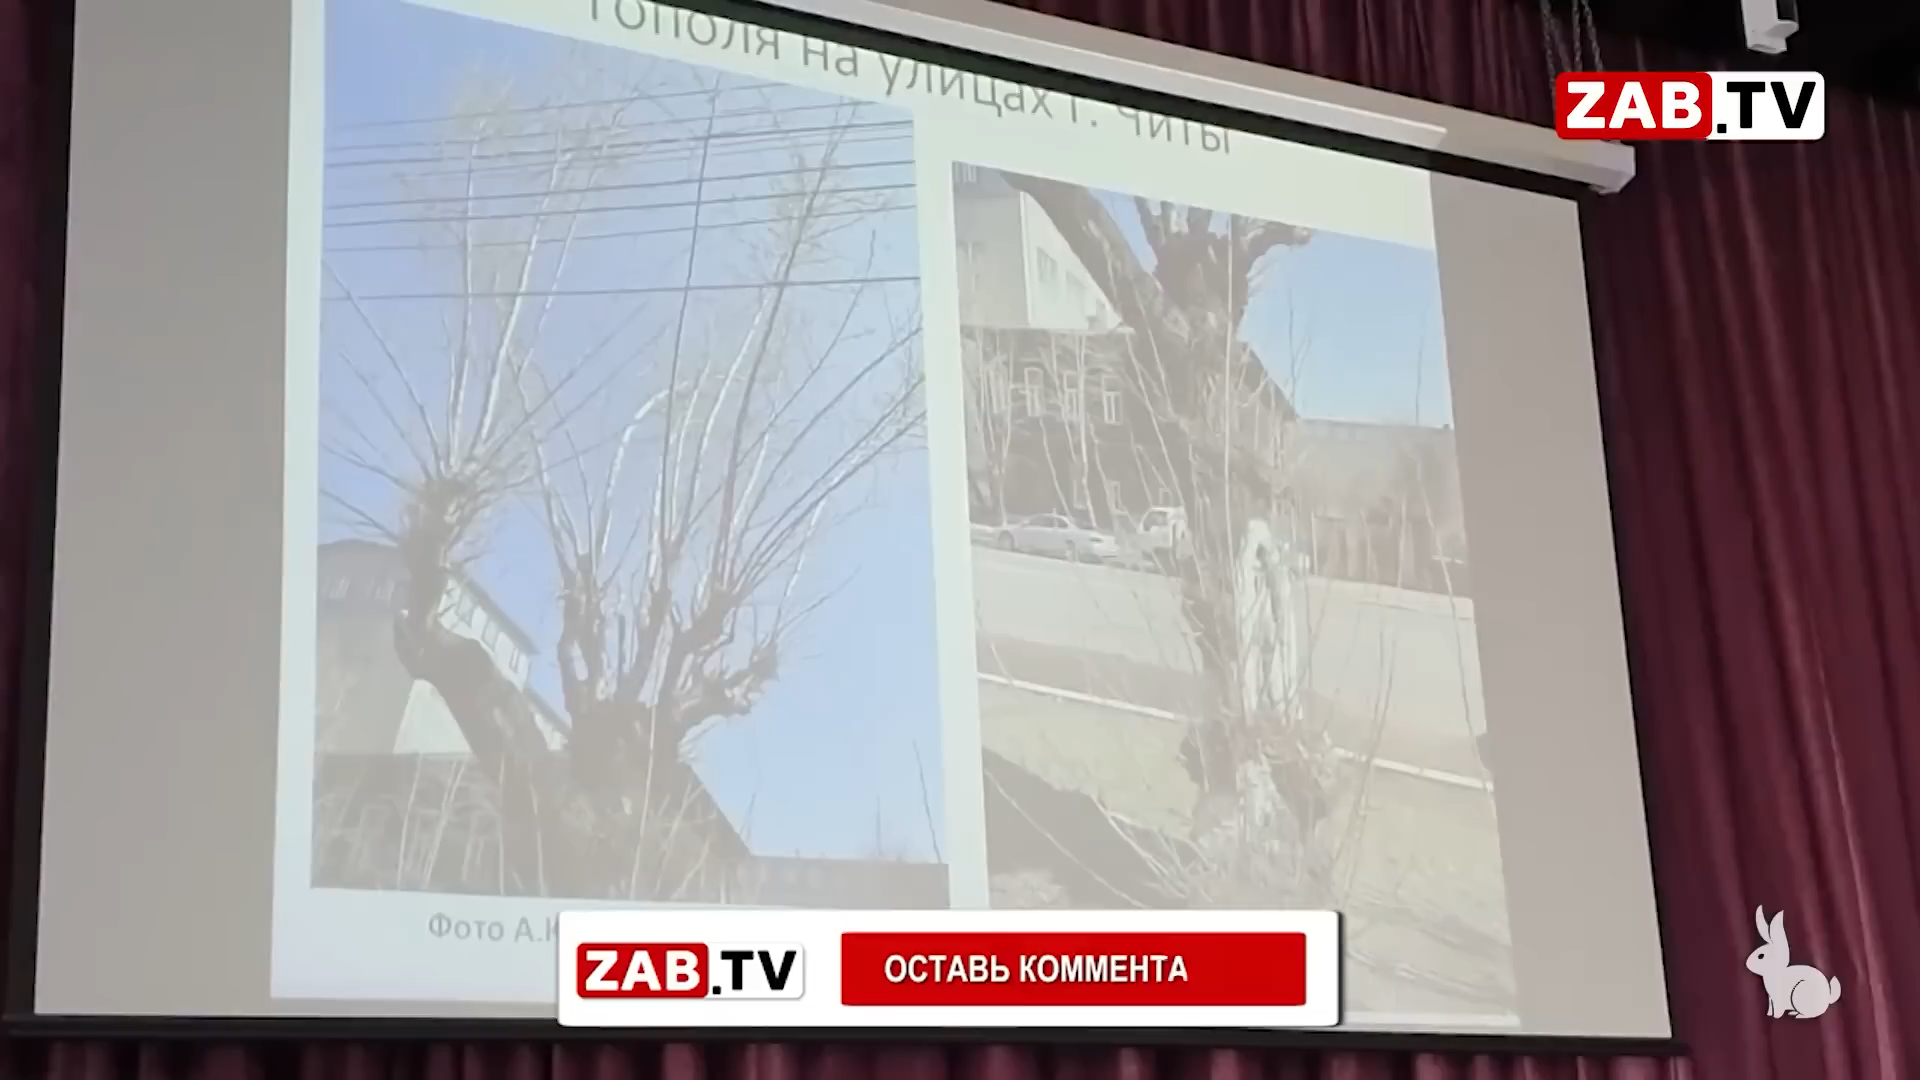 Тополя на улицах г. Читы
ZAB.TV
Фото А.К
ZAB.TV
ОСТАВЬ КОММЕНТА